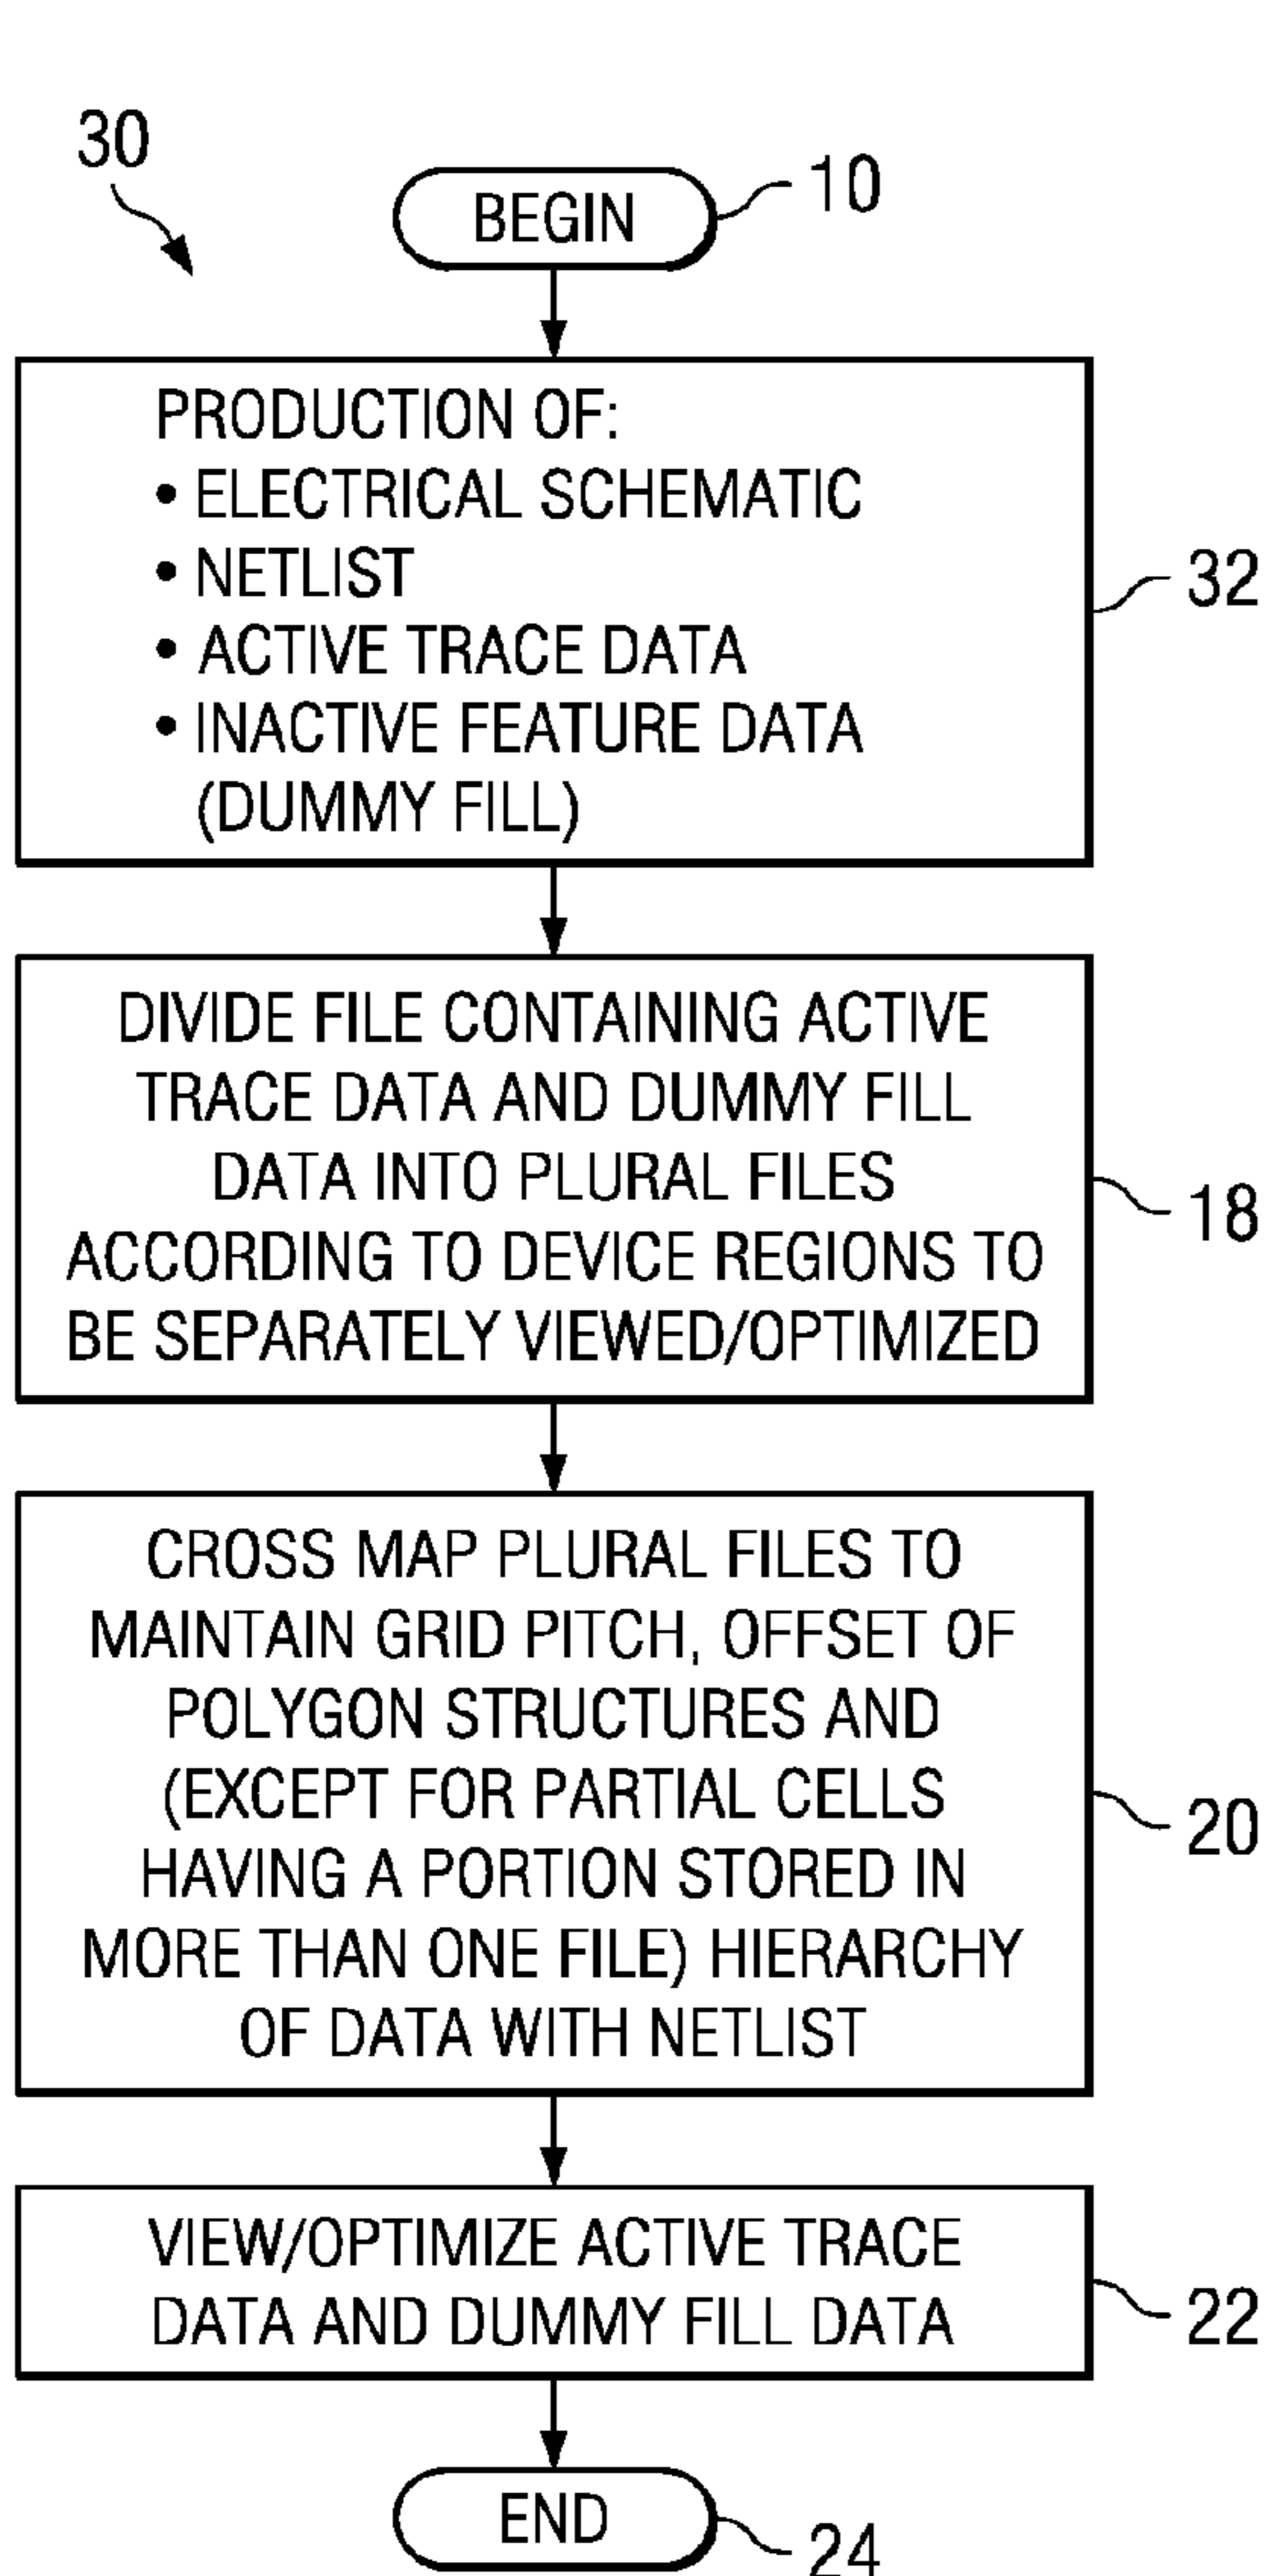 30
BEGIN
10
PRODUCTION OF:
• ELECTRICAL SCHEMATIC
• NETLIST
• ACTIVE TRACE DATA
• INACTIVE FEATURE DATA
(DUMMY FILL)
32
DIVIDE FILE CONTAINING ACTIVE
TRACE DATA AND DUMMY FILL
DATA INTO PLURAL FILES
ACCORDING TO DEVICE REGIONS TO
BE SEPARATELY VIEWED/OPTIMIZED
18
CROSS MAP PLURAL FILES TO
MAINTAIN GRID PITCH, OFFSET OF
POLYGON STRUCTURES AND
(EXCEPT FOR PARTIAL CELLS
HAVING A PORTION STORED IN
MORE THAN ONE FILE) HIERARCHY
OF DATA WITH NETLIST
20
VIEW/OPTIMIZE ACTIVE TRACE
DATA AND DUMMY FILL DATA
22
END
24